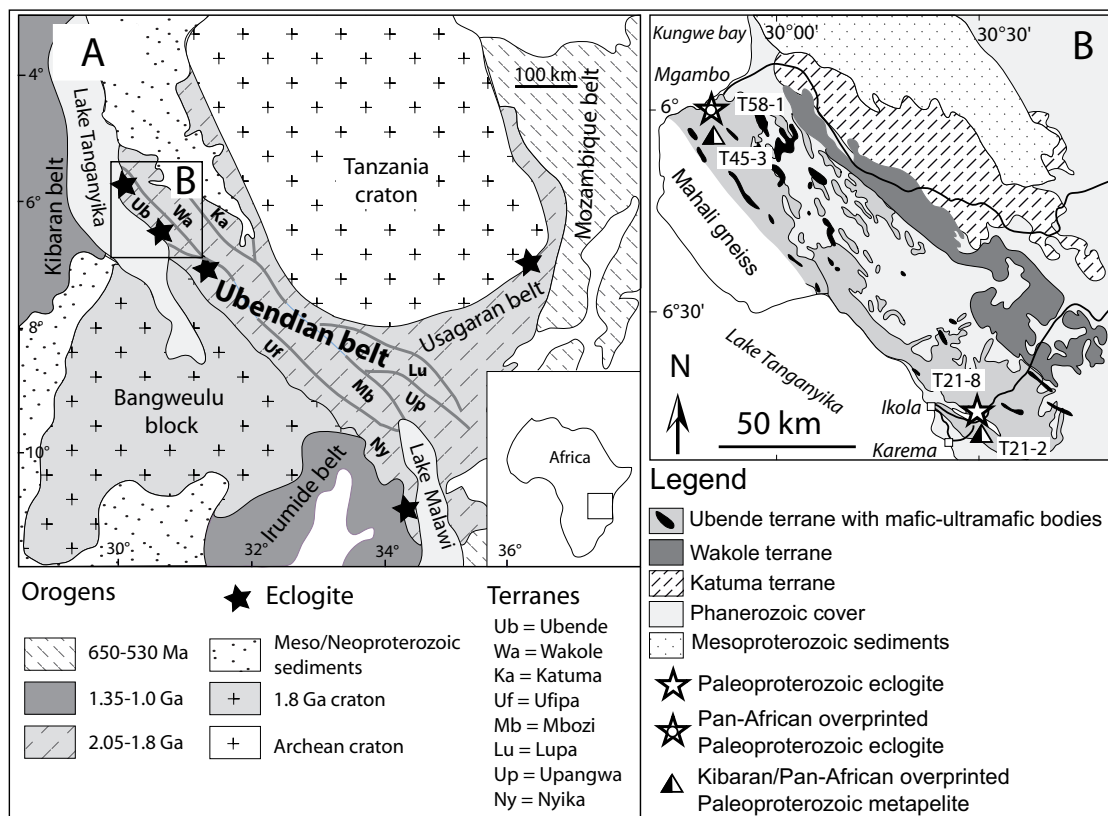 A
4°
6°
8°
10°
30°
32°
34°
36°
100 km
Kibaran belt
Lake Tanganyika
B
Ub
Wa
Ka
Tanzania
craton
Mozambique belt
Ubendian belt
Usagaran belt
Uf
Mb
Lu
Up
Ny
Bangweulu
block
Irumide belt
Lake Malawi
Africa
Orogens
650-530 Ma
1.35-1.0 Ga
2.05-1.8 Ga
Eclogite
Meso/Neoproterozoic
sediments
1.8 Ga craton
Archean craton
Terranes
Ub = Ubende
Wa = Wakole
Ka = Katuma
Uf = Ufipa
Mb = Mbozi
Lu = Lupa
Up = Upangwa
Ny = Nyika
Kungwe bay
30°00'
30°30'
B
Mgambo
6°
T58-1
T45-3
Mahali gneiss
6°30'
Lake Tanganyika
N
T21-8
Ikola
50 km
Karema
T21-2
Legend
Ubende terrane with mafic-ultramafic bodies
Wakole terrane
Katuma terrane
Phanerozoic cover
Mesoproterozoic sediments
Paleoproterozoic eclogite
Pan-African overprinted
Paleoproterozoic eclogite
Kibaran/Pan-African overprinted
Paleoproterozoic metapelite